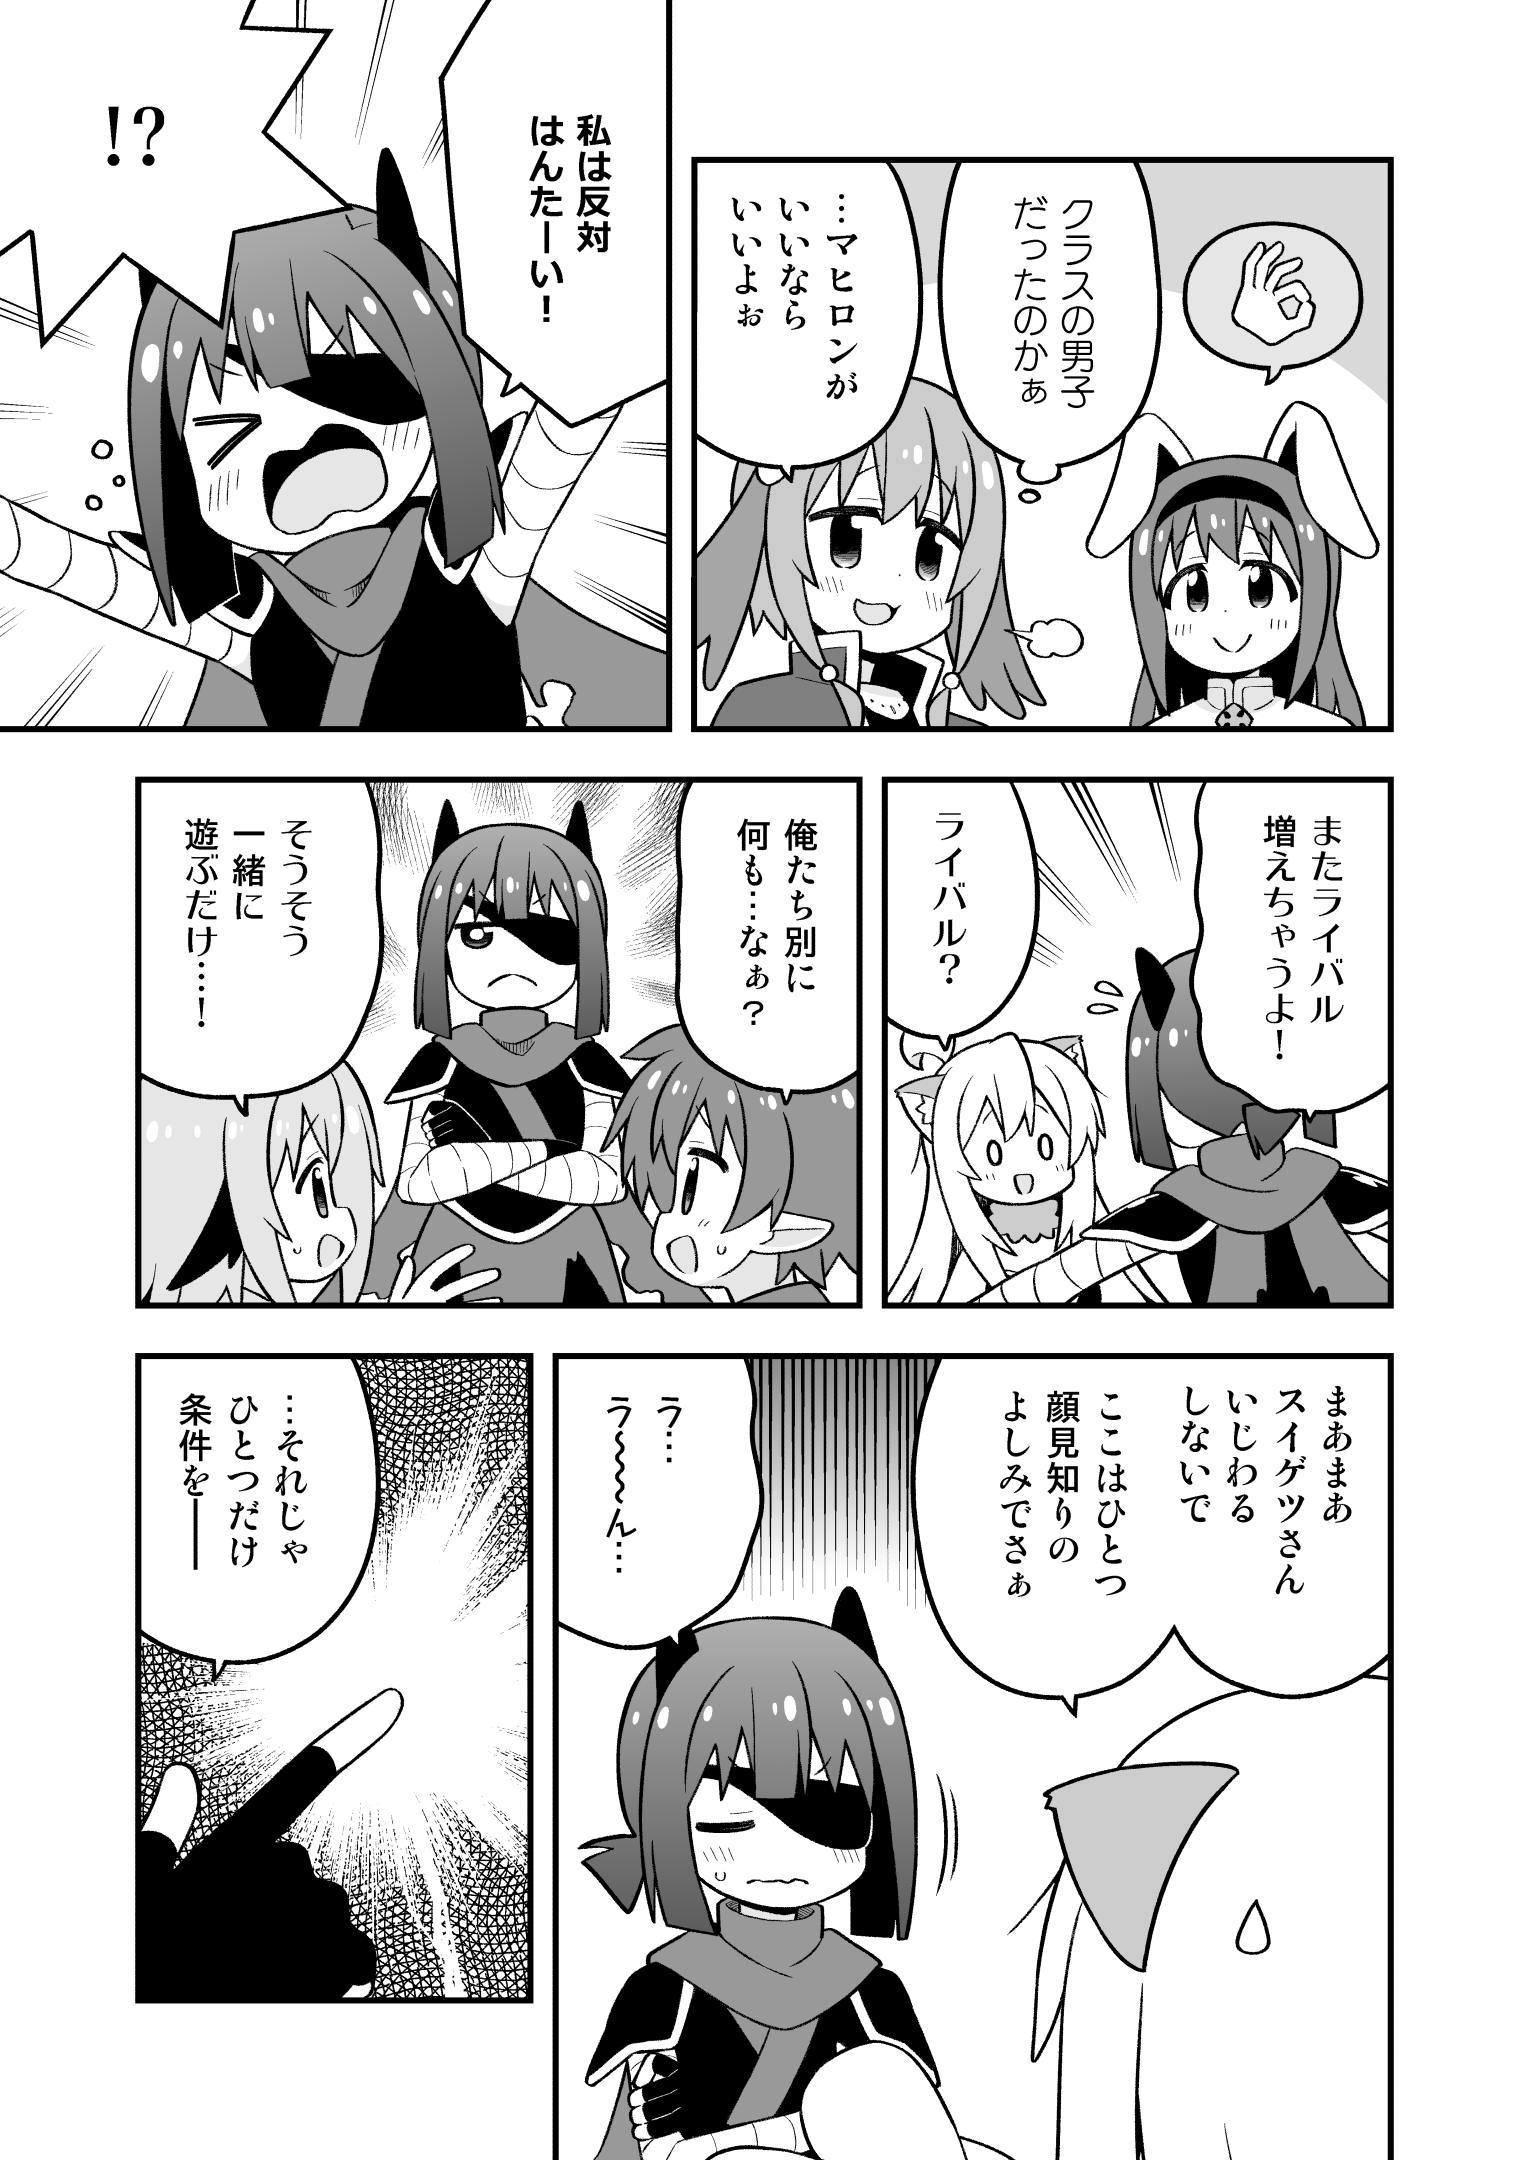 クラスの男子
だったのかぁ
…マヒロンが
いいなら
いいよぉ
私は反対
はんたーい！
！？
またライバル
増えちゃうよ！
ライバル？
俺たち別に
何も…なぁ？
そうそう
一緒に
遊ぶだけ…！
まあまあ
スイゲツさん
いじわる
しないで
ここはひとつ
顔見知りの
よしみでさぁ
う…
う〜〜〜ん…
…それじゃ
ひとつだけ
条件を──